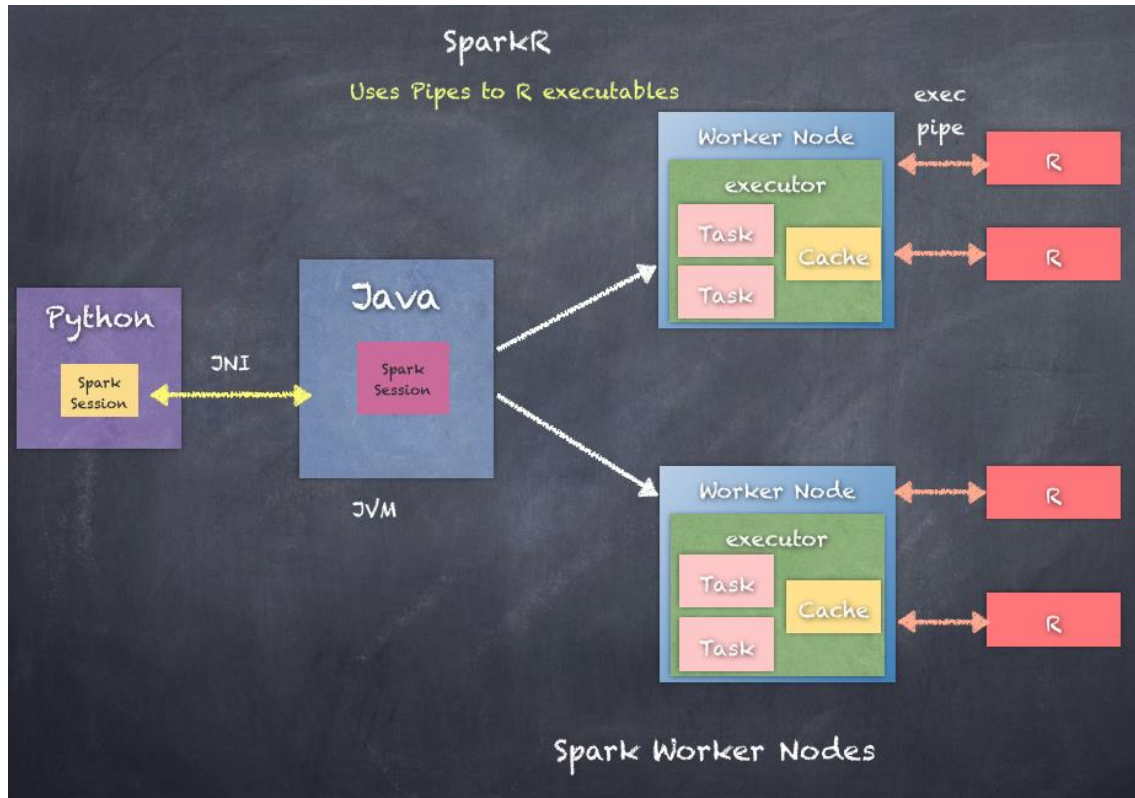 SparkR
Uses Pipes to R executables
exec
pipe
Worker Node
executor
Task
Cache
Task
R
R
Python
Spark
Session
JNI
Java
Spark
Session
JVM
Worker Node
executor
Task
Cache
Task
R
R
Spark Worker Nodes